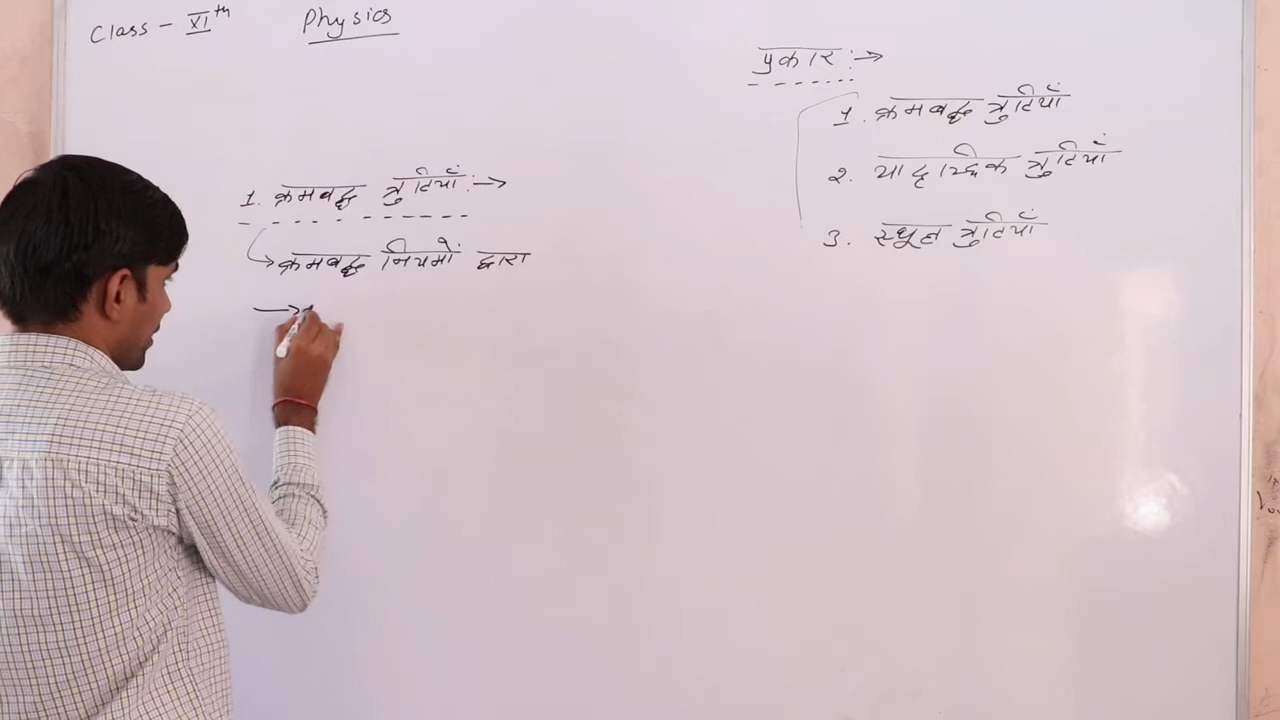 Class - XIth Physics
1. क्रमबद्ध त्रुटियाँ :→
↳ क्रमबद्ध नियमों द्वारा
→
प्रकार :→
1. क्रमबद्ध त्रुटियाँ
2. यादृच्छिक त्रुटियाँ
3. स्थूल त्रुटियाँ